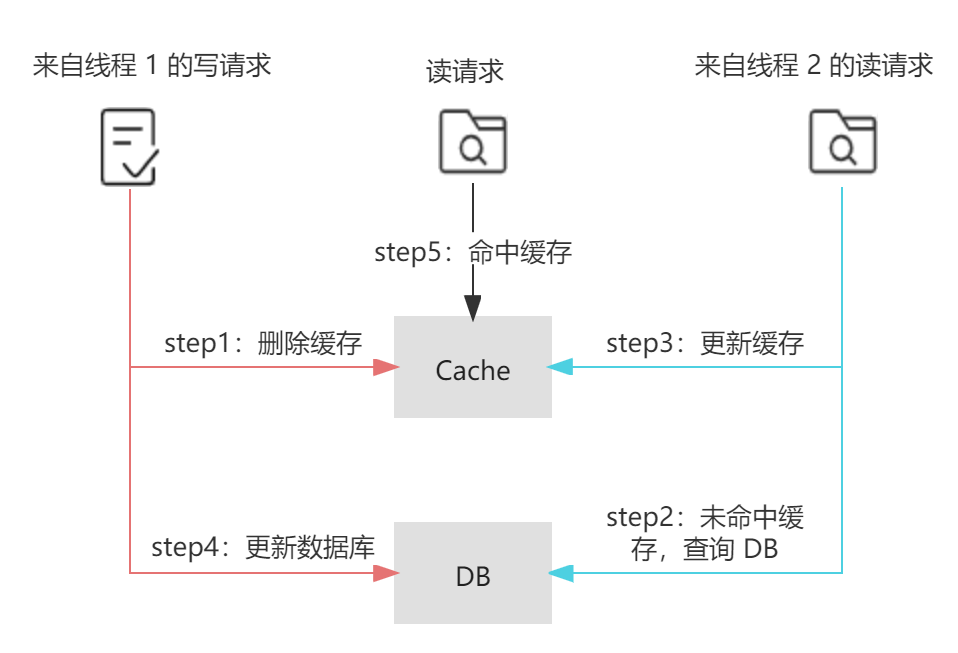 来自线程 1 的写请求
读请求
来自线程 2 的读请求
step5：命中缓存
step1：删除缓存
step3：更新缓存
Cache
step2：未命中缓
存，查询 DB
step4：更新数据库
DB